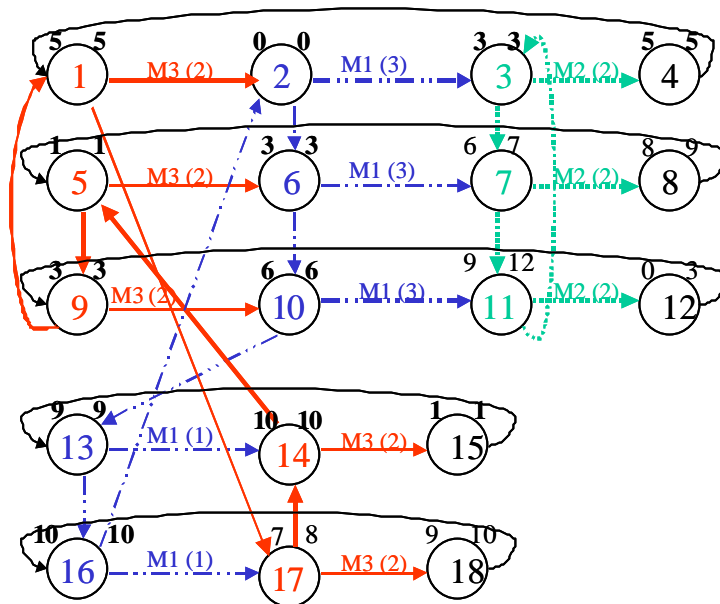 5 5 0 0 3 3 5 5
1 M3 (2) 2 M1 (3) 3 M2 (2) 4
1 1 3 3 6 7 8 9
5 M3 (2) 6 M1 (3) 7 M2 (2) 8
3 3 6 6 9 12 0 3
9 M3 (2) 10 M1 (3) 11 M2 (2) 12
9 9 10 10 1 1
13 M1 (1) 14 M3 (2) 15
10 10 7 8 9 10
16 M1 (1) 17 M3 (2) 18